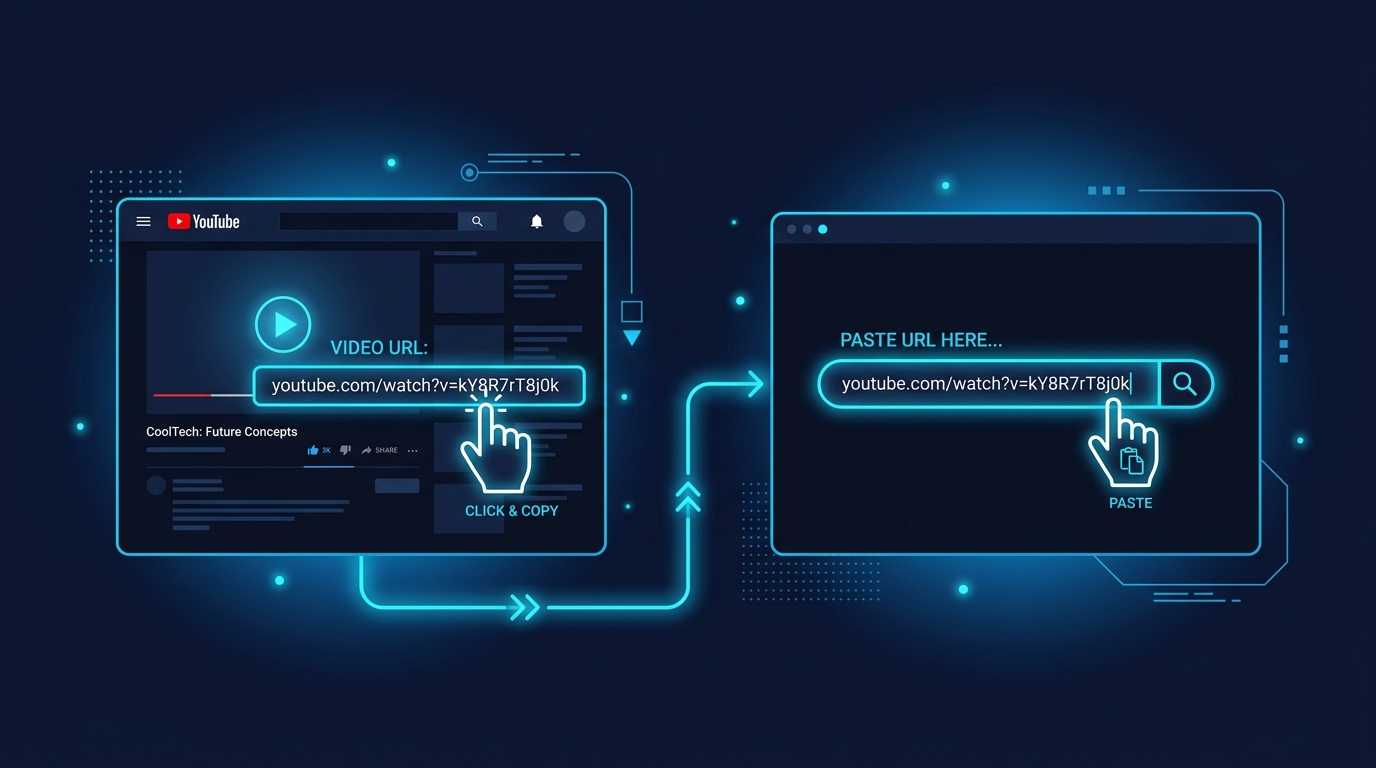 YouTube
VIDEO URL:
youtube.com/watch?v=kY8R7rT8j0k
CoolTech: Future Concepts
3K
SHARE
CLICK & COPY
PASTE URL HERE...
youtube.com/watch?v=kY8R7rT8j0k
PASTE